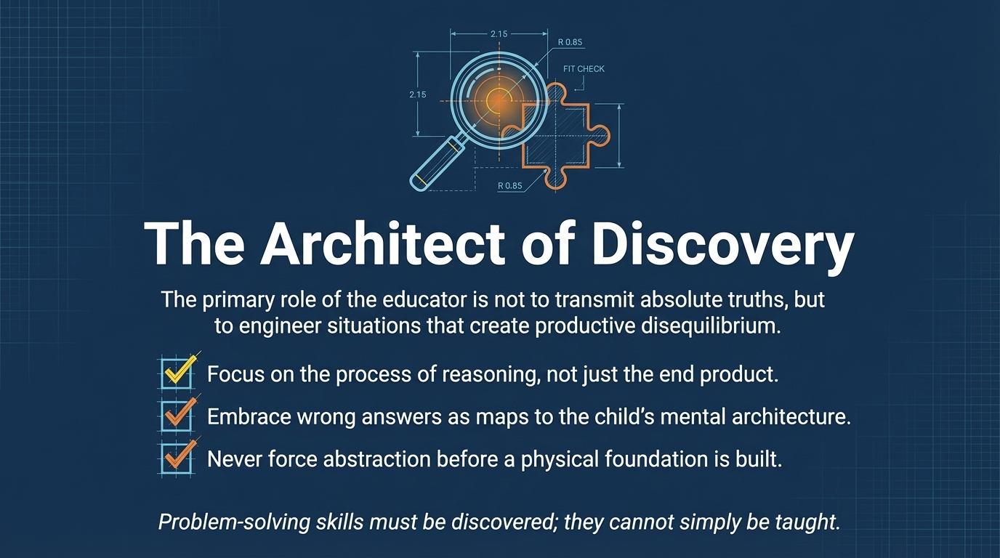 2.15
R 0.8S
FIT CHECK
2.15
R 0.8S
The Architect of Discovery
The primary role of the educator is not to transmit absolute truths, but
to engineer situations that create productive disequilibrium.
Focus on the process of reasoning, not just the end product.
Embrace wrong answers as maps to the child’s mental architecture.
Never force abstraction before a physical foundation is built.
Problem-solving skills must be discovered; they cannot simply be taught.